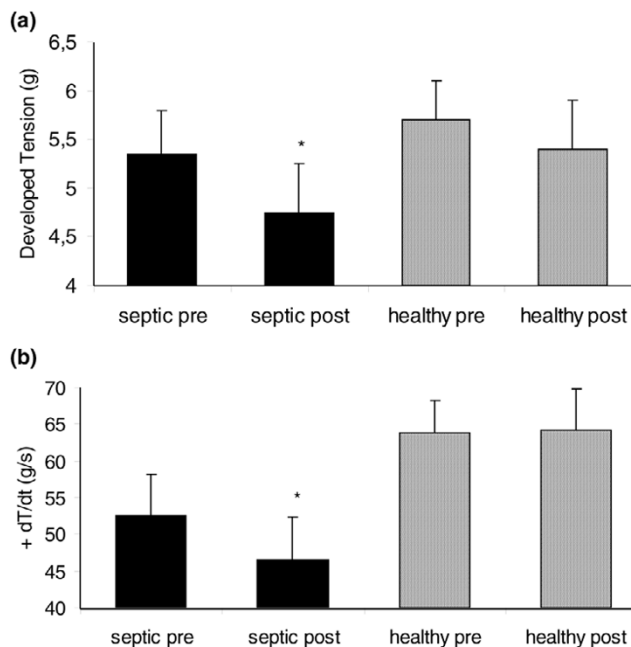 (a)
6,5
6
5,5
5
4,5
4
Developed Tension (g)
*
septic pre septic post healthy pre healthy post
(b)
70
65
60
55
50
45
40
+ dT/dt (g/s)
*
septic pre septic post healthy pre healthy post